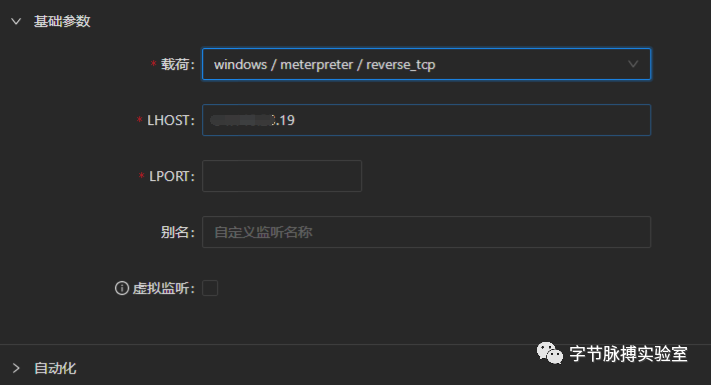 基础参数
* 载荷: windows / meterpreter / reverse_tcp
* LHOST: .19
* LPORT:
别名: 自定义监听名称
虚拟监听:
字节脉搏实验室
自动化